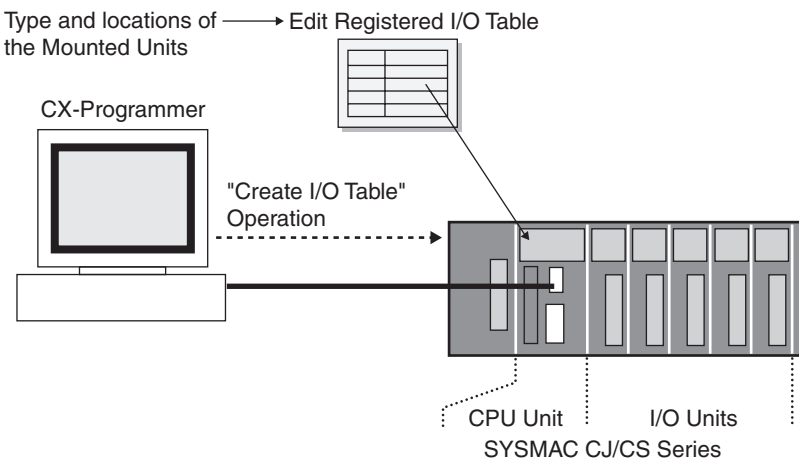 Type and locations of
the Mounted Units
Edit Registered I/O Table
CX-Programmer
"Create I/O Table"
Operation
CPU Unit
I/O Units
SYSMAC CJ/CS Series